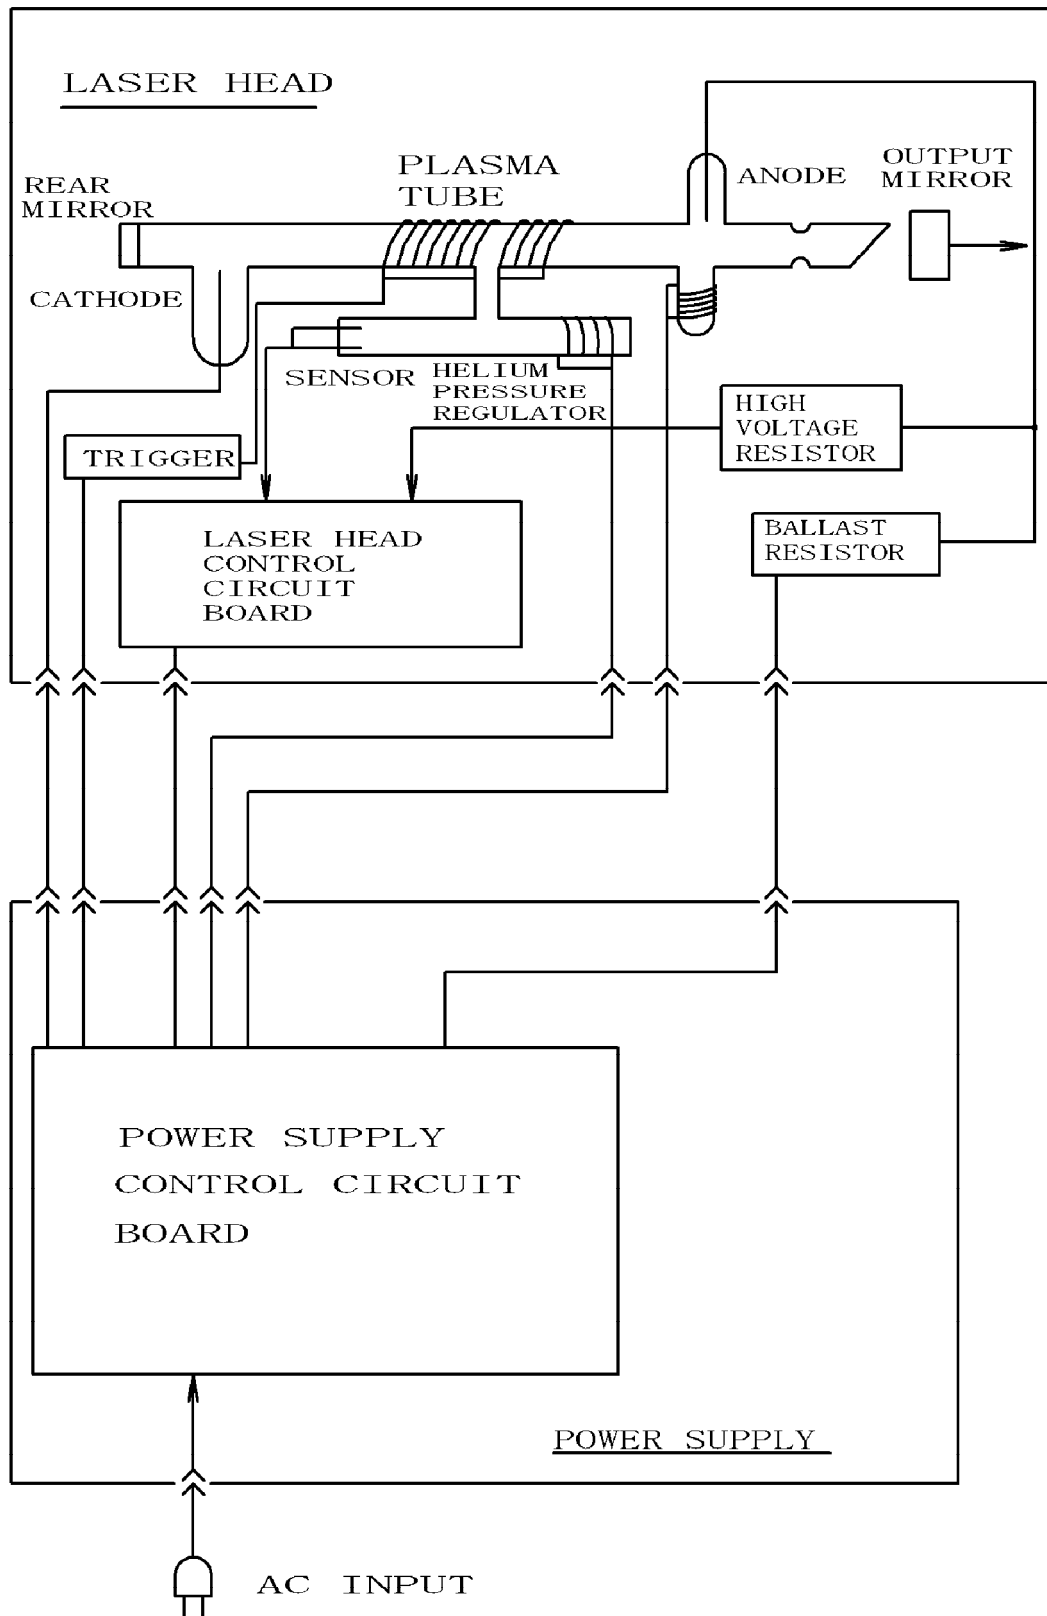 LASER HEAD
PLASMA
TUBE
REAR
MIRROR
ANODE
OUTPUT
MIRROR
CATHODE
SENSOR
HELIUM
PRESSURE
REGULATOR
HIGH
VOLTAGE
RESISTOR
TRIGGER
LASER HEAD
CONTROL
CIRCUIT
BOARD
BALLAST
RESISTOR
POWER SUPPLY
CONTROL CIRCUIT
BOARD
POWER SUPPLY
AC INPUT